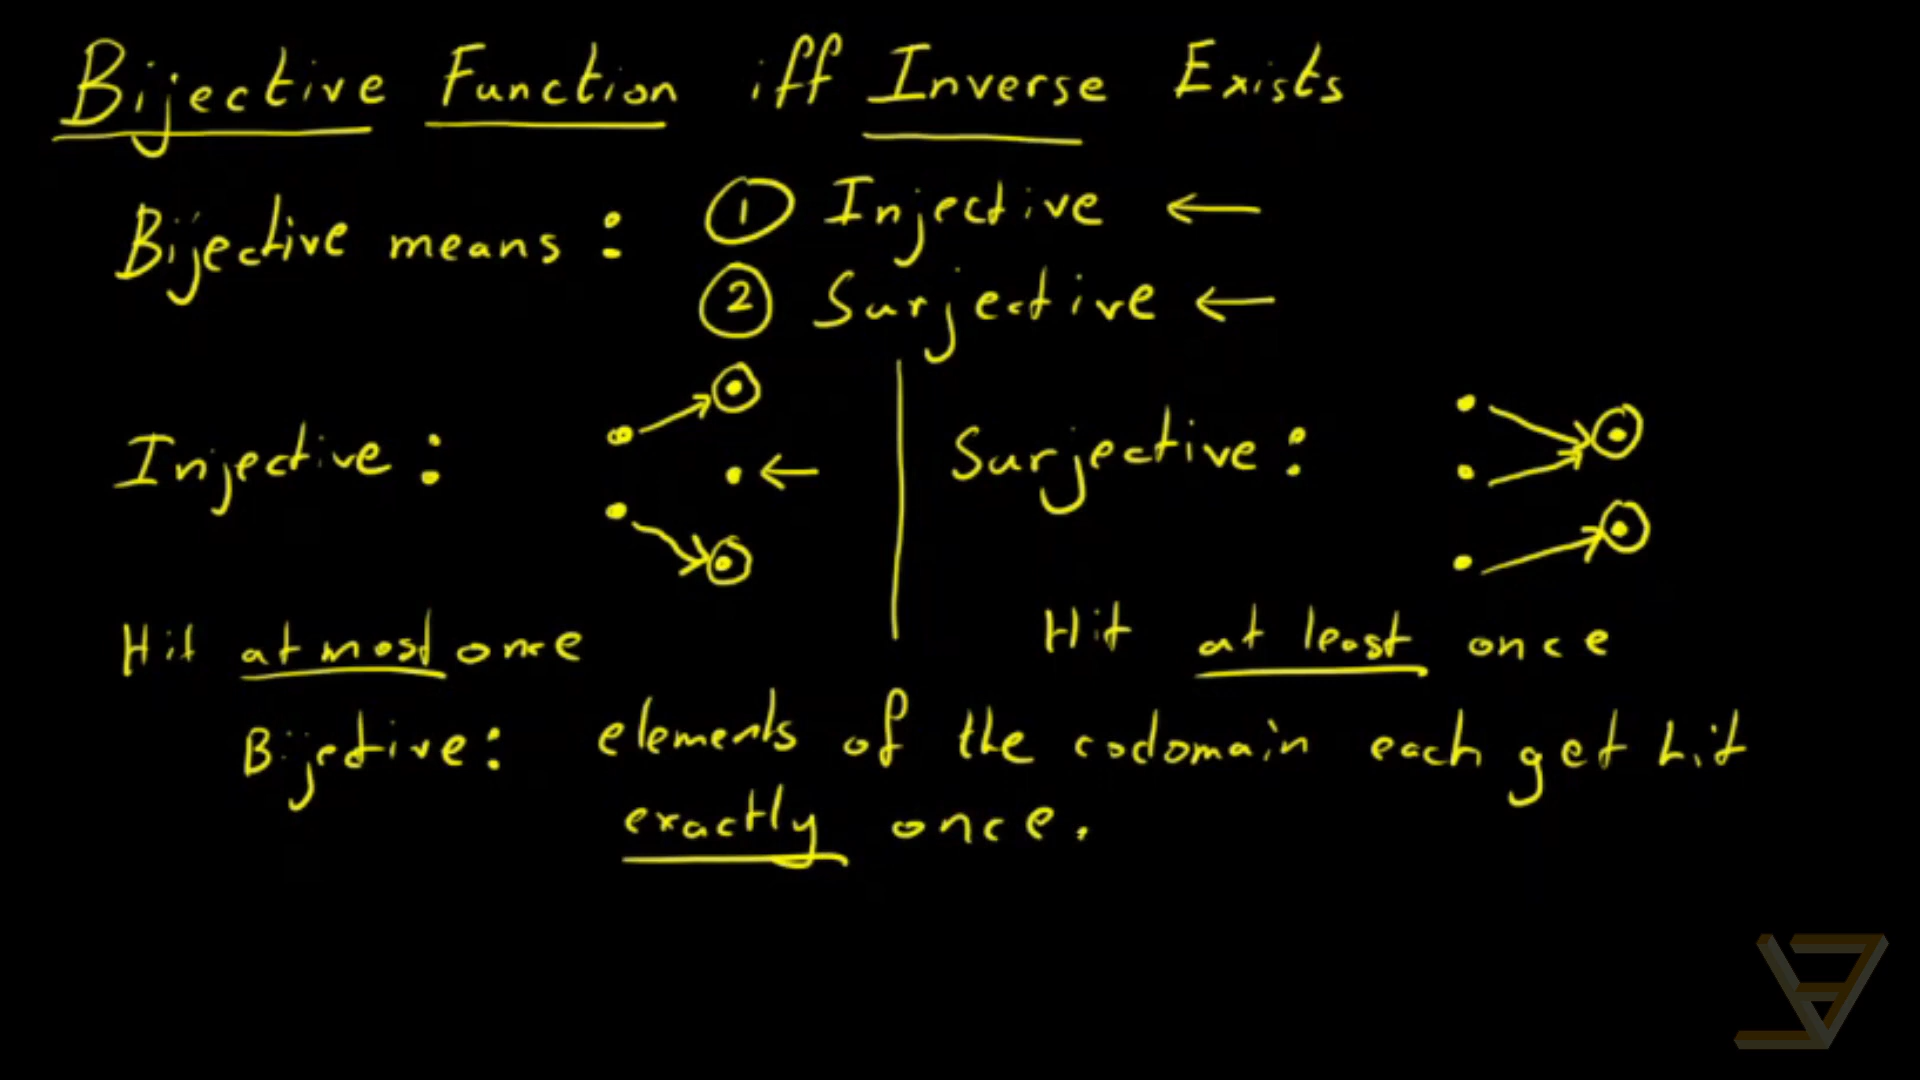 Bijective Function iff Inverse Exists
Bijective means : ① Injective ←
② Surjective ←
Injective :
Surjective :
Hit at most once
Hit at least once
Bijective : elements of the codomain each get hit
exactly once.